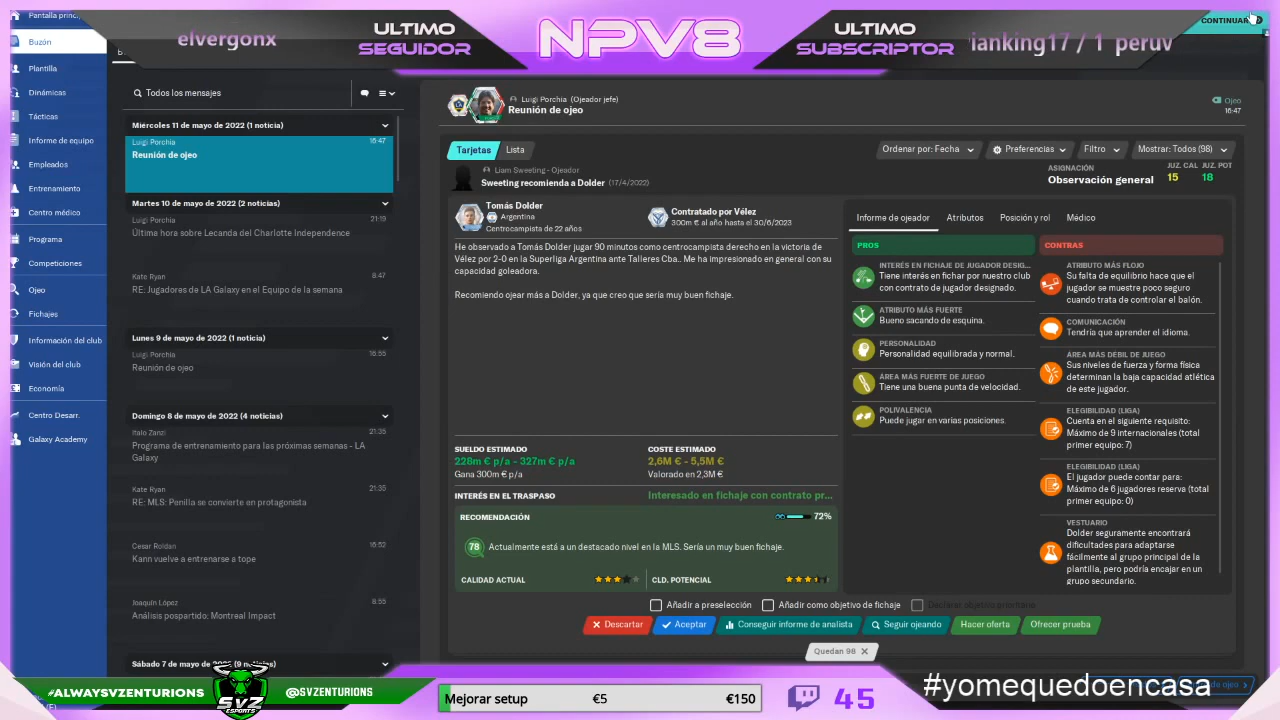 Pantalla princ
CONTINUAR
elvergonx
ULTIMO
SEGUIDOR
NPV8
ULTIMO
SUBSCRIPTOR
lanking17 / 1 peruv
Buzón
Plantilla
Dinámicas
Tácticas
Informe de equipo
Empleados
Entrenamiento
Centro médico
Programa
Competiciones
Ojeo
Fichajes
Información del club
Visión del club
Economía
Centro Desarr.
Galaxy Academy
Todos los mensajes
Miércoles 11 de mayo de 2022 (1 noticia)
Luigi Porchia 16:47
Reunión de ojeo
Martes 10 de mayo de 2022 (2 noticias)
Luigi Porchia 21:19
Última hora sobre Lecanda del Charlotte Independence
Kate Ryan 8:47
RE: Jugadores de LA Galaxy en el Equipo de la semana
Lunes 9 de mayo de 2022 (1 noticia)
Luigi Porchia 16:55
Reunión de ojeo
Domingo 8 de mayo de 2022 (4 noticias)
Italo Zanzi 21:35
Programa de entrenamiento para las próximas semanas - LA
Galaxy
Kate Ryan 21:35
RE: MLS: Penilla se convierte en protagonista
Cesar Roldan 16:52
Kann vuelve a entrenarse a tope
Joaquín López 8:55
Análisis postpartido: Montreal Impact
Sábado 7 de mayo de 2022 (9 noticias)
Luigi Porchia (Ojeador jefe)
Reunión de ojeo
Ojeo
16:47
Tarjetas Lista
Ordenar por: Fecha Preferencias Filtro Mostrar: Todos (98)
Liam Sweeting - Ojeador
Sweeting recomienda a Dolder (17/4/2022)
ASIGNACIÓN JUZ. CAL JUZ. POT
Observación general 15 18
Tomás Dolder
Argentina
Centrocampista de 22 años
Contratado por Vélez
300m € al año hasta el 30/6/2023
He observado a Tomás Dolder jugar 90 minutos como centrocampista derecho en la victoria de
Vélez por 2-0 en la Superliga Argentina ante Talleres Cba.. Me ha impresionado en general con su
capacidad goleadora.
Recomiendo ojear más a Dolder, ya que creo que sería muy buen fichaje.
SUELDO ESTIMADO
228m € p/a - 327m € p/a
Gana 300m € p/a
COSTE ESTIMADO
2,6M € - 5,5M €
Valorado en 2,3M €
INTERÉS EN EL TRASPASO Interesado en fichaje con contrato pr...
RECOMENDACIÓN 72%
78 Actualmente está a un destacado nivel en la MLS. Sería un muy buen fichaje.
CALIDAD ACTUAL CLD. POTENCIAL
Informe de ojeador Atributos Posición y rol Médico
PROS
INTERÉS EN FICHAJE DE JUGADOR DESIG...
Tiene interés en fichar por nuestro club
con contrato de jugador designado.
ATRIBUTO MÁS FUERTE
Bueno sacando de esquina.
PERSONALIDAD
Personalidad equilibrada y normal.
ÁREA MÁS FUERTE DE JUEGO
Tiene una buena punta de velocidad.
POLIVALENCIA
Puede jugar en varias posiciones.
CONTRAS
ATRIBUTO MÁS FLOJO
Su falta de equilibrio hace que el
jugador se muestre poco seguro
cuando trata de controlar el balón.
COMUNICACIÓN
Tendría que aprender el idioma.
ÁREA MÁS DÉBIL DE JUEGO
Sus niveles de fuerza y forma física
determinan la baja capacidad atlética
de este jugador.
ELEGIBILIDAD (LIGA)
Cuenta en el siguiente requisito:
Máximo de 9 internacionales (total
primer equipo: 7)
ELEGIBILIDAD (LIGA)
El jugador puede contar para:
Máximo de 6 jugadores reserva (total
primer equipo: 0)
VESTUARIO
Dolder seguramente encontrará
dificultades para adaptarse
fácilmente al grupo principal de la
plantilla, pero podría encajar en un
grupo secundario.
Añadir a preselección Añadir como objetivo de fichaje Declarar objetivo prioritario
Descartar Aceptar Conseguir informe de analista Seguir ojeando Hacer oferta Ofrecer prueba
Quedan 98
#ALWAYSVZENTURIONS
SVZ
ESPORTS
@SVZENTURIONS
Mejorar setup €5 €150
45
#yomequedoencasa